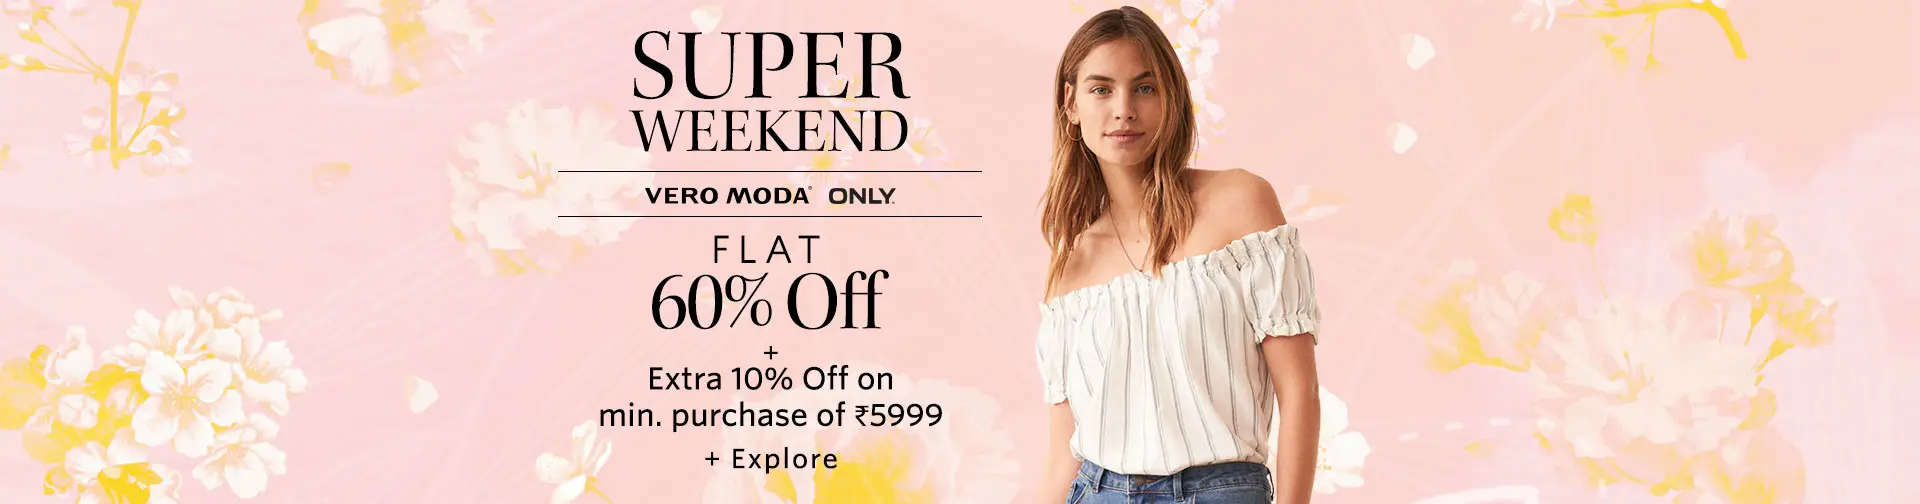 SUPER
WEEKEND
VERO MODA® ONLY.
FLAT
60% Off
+
Extra 10% Off on
min. purchase of ₹5999
+ Explore